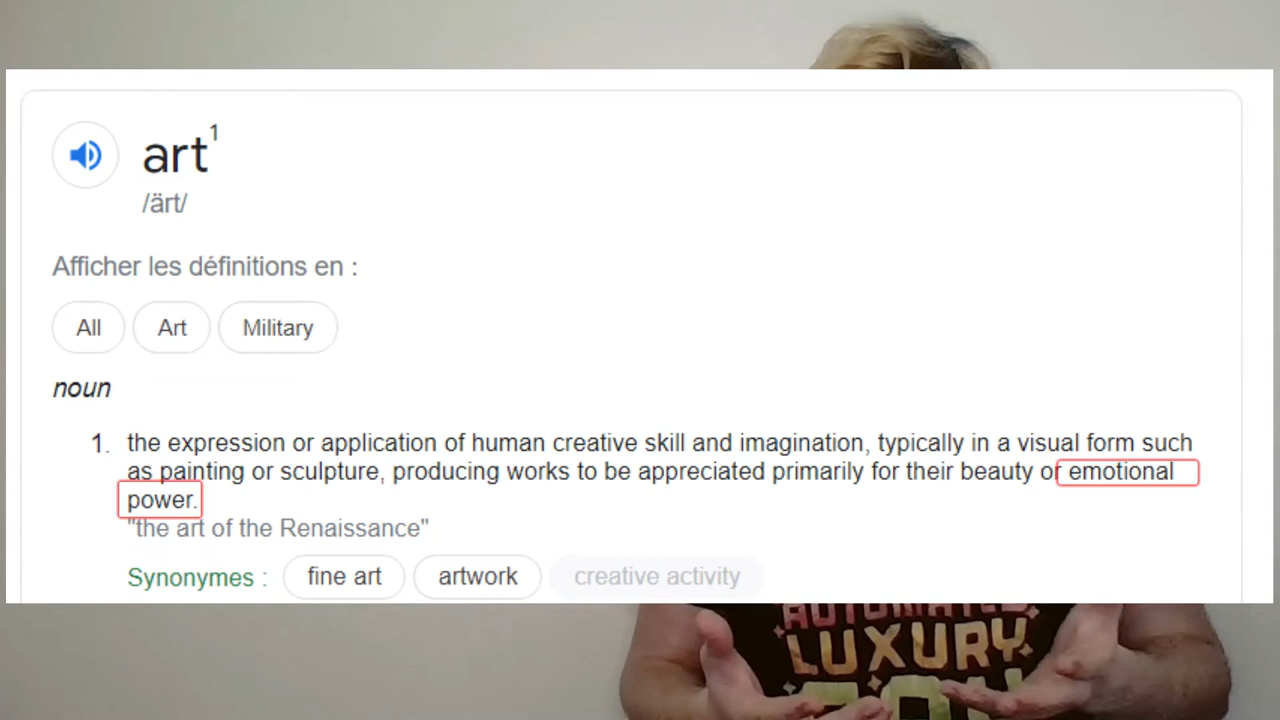 art¹
/ärt/
Afficher les définitions en :
All Art Military
noun
1. the expression or application of human creative skill and imagination, typically in a visual form such
as painting or sculpture, producing works to be appreciated primarily for their beauty or emotional
power.
"the art of the Renaissance"
Synonymes : fine art artwork creative activity
AUTOMATED
LUXURY